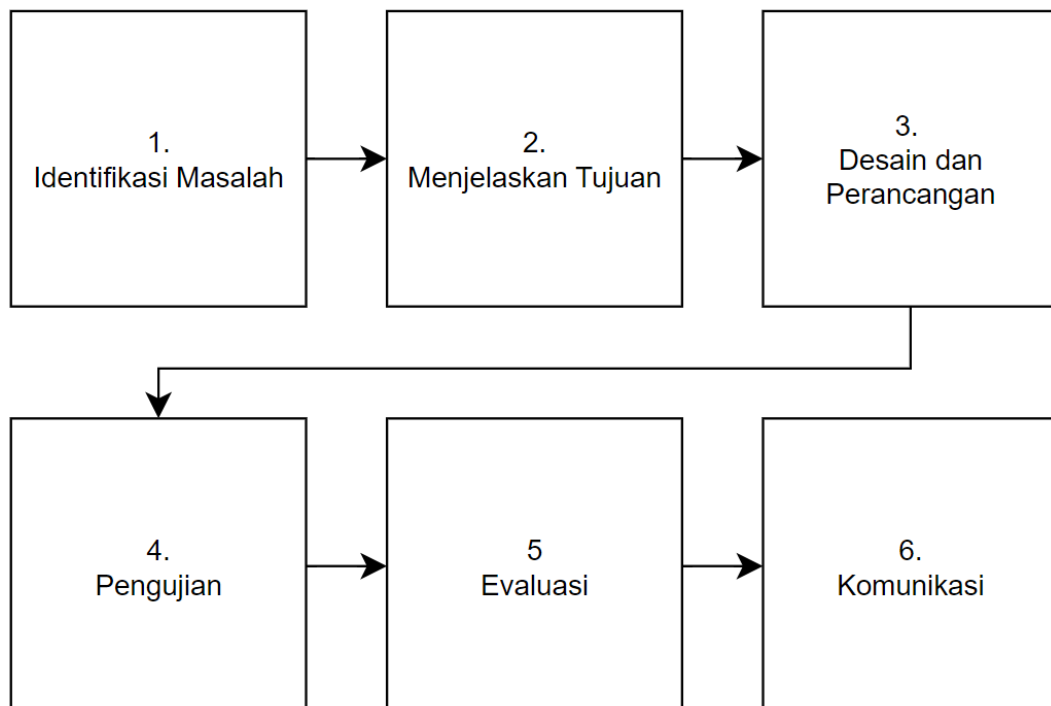 1.
Identifikasi Masalah
2.
Menjelaskan Tujuan
3.
Desain dan
Perancangan
4.
Pengujian
5
Evaluasi
6.
Komunikasi